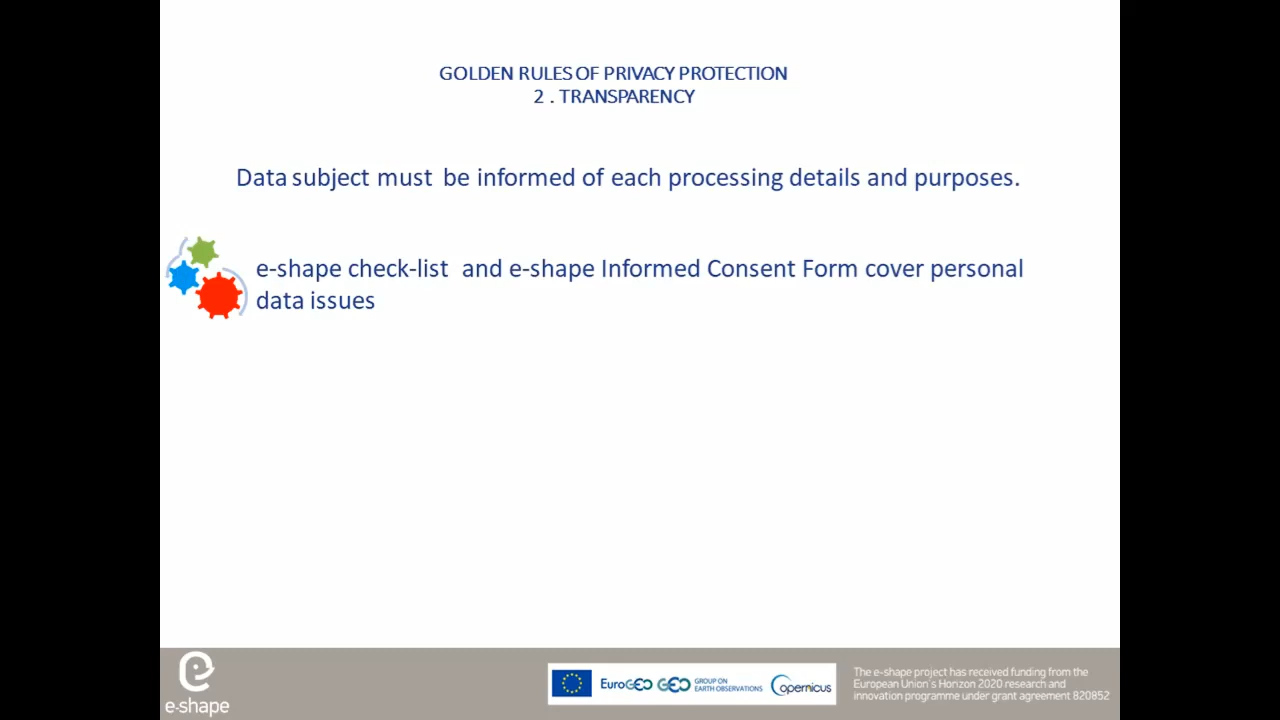 GOLDEN RULES OF PRIVACY PROTECTION
2 . TRANSPARENCY
Data subject must be informed of each processing details and purposes.
e-shape check-list and e-shape Informed Consent Form cover personal
data issues
e-shape
EuroGEO
GEO
GROUP ON
EARTH OBSERVATIONS
Copernicus
The e-shape project has received funding from the
European Union's Horizon 2020 research and
innovation programme under grant agreement 820852